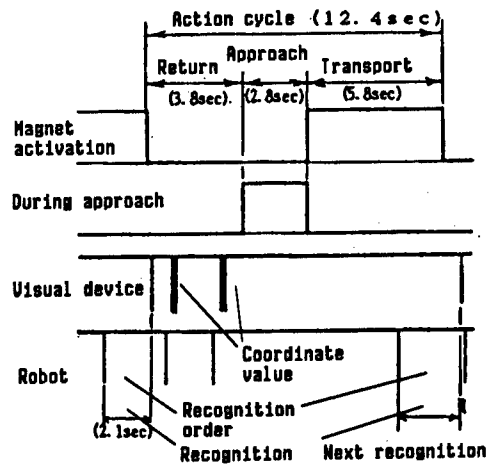 Action cycle (12.4sec)
Approach
Return
Transport
(3.8sec).
(2.8sec)
(5.8sec)
Magnet
activation
During approach
Visual device
Coordinate
value
Robot
Recognition
order
(2.1sec)
Recognition
Next recognition